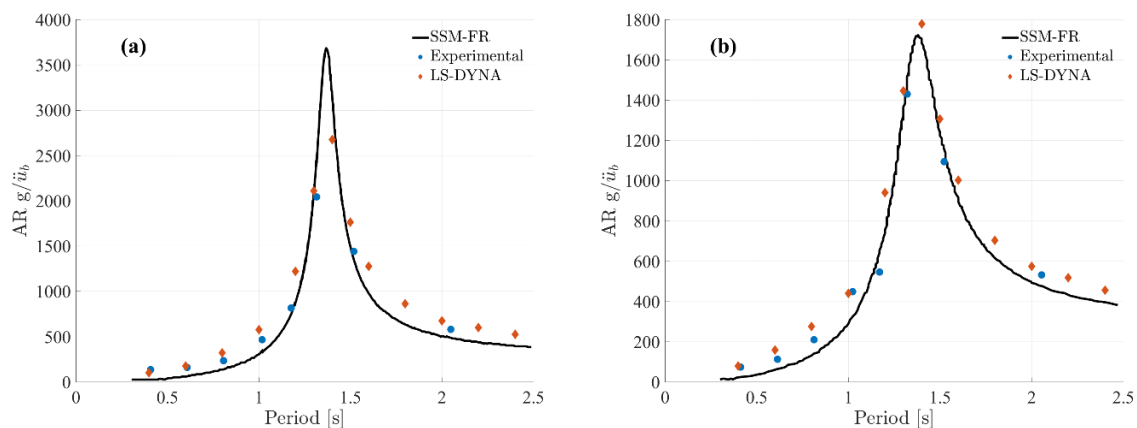 (a)
SSM-FR
Experimental
LS-DYNA
4000
3500
3000
2500
2000
1500
1000
500
0
AR g/ü_b
0
0.5
1
1.5
2
2.5
Period [s]
(b)
SSM-FR
Experimental
LS-DYNA
1800
1600
1400
1200
1000
800
600
400
200
0
AR g/ü_b
0
0.5
1
1.5
2
2.5
Period [s]